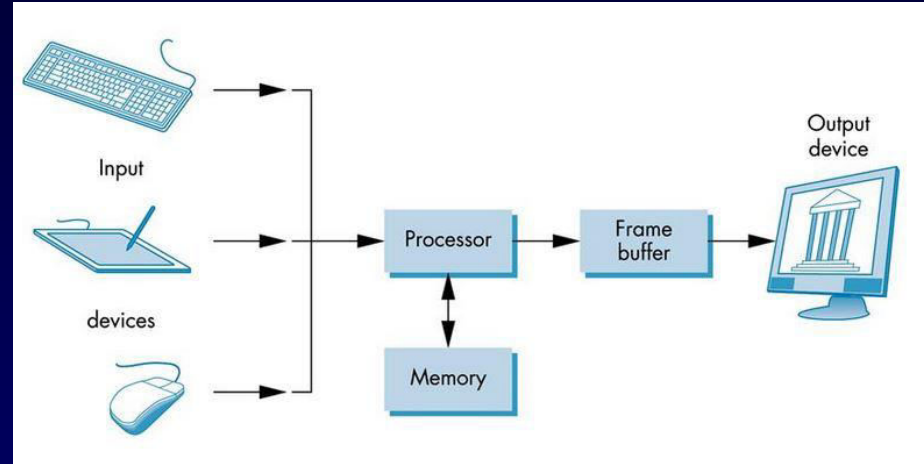 Input
devices
Processor
Memory
Frame
buffer
Output
device